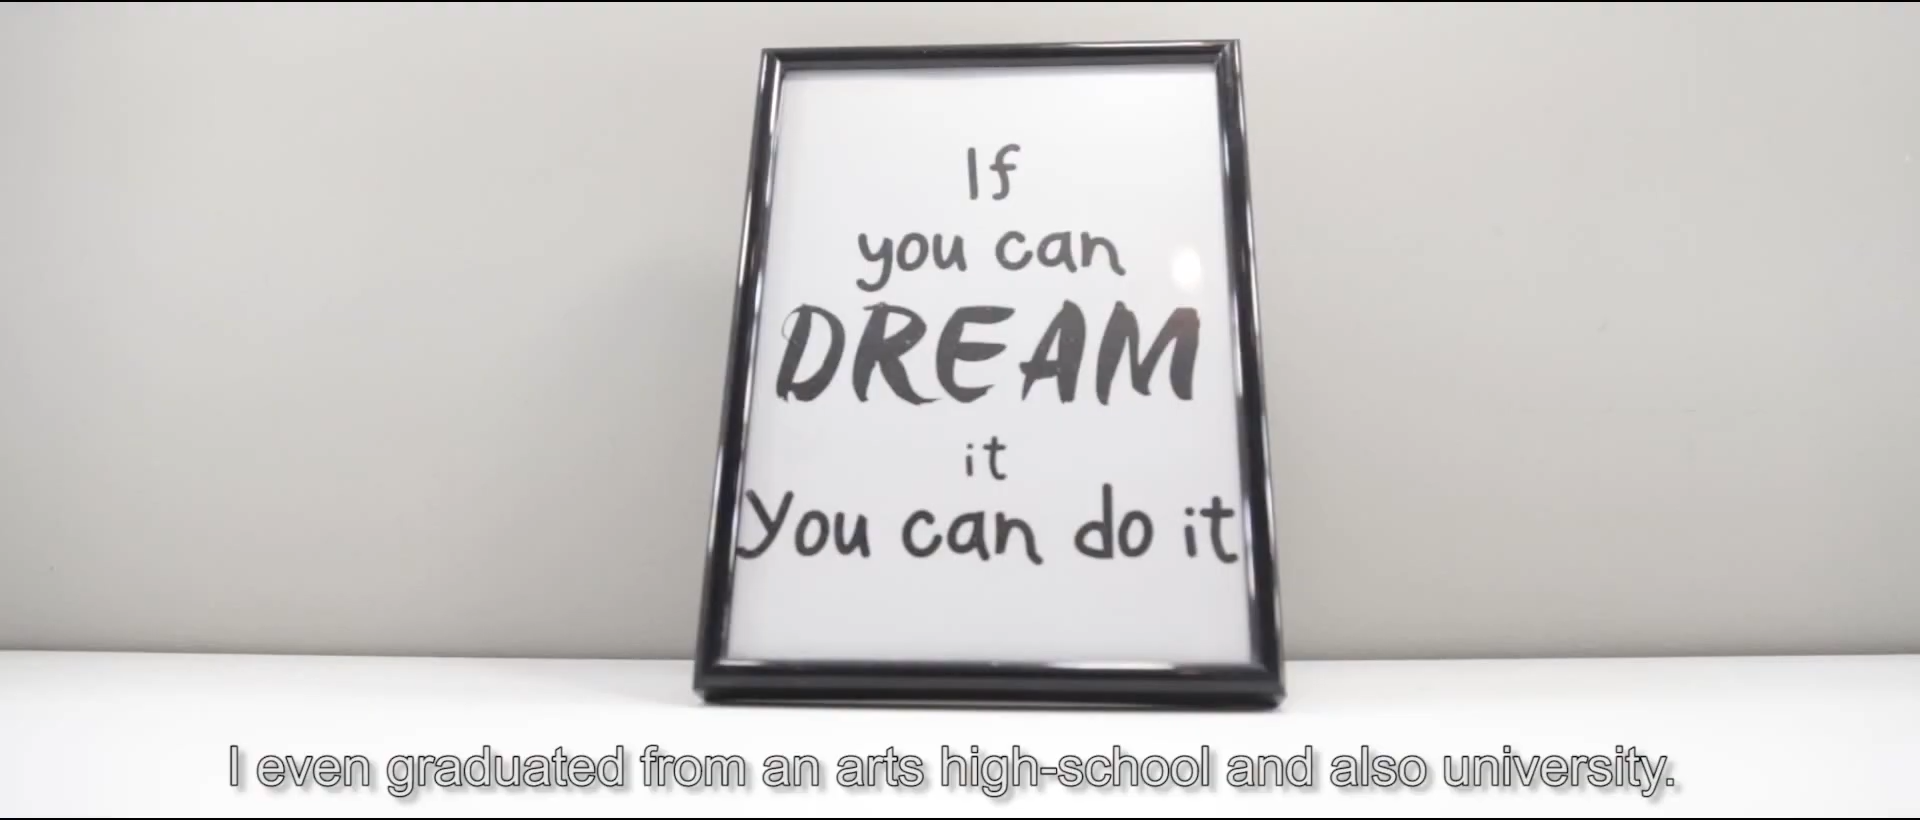 If
you can
DREAM
it
You can do it
I even graduated from an arts high-school and also university.